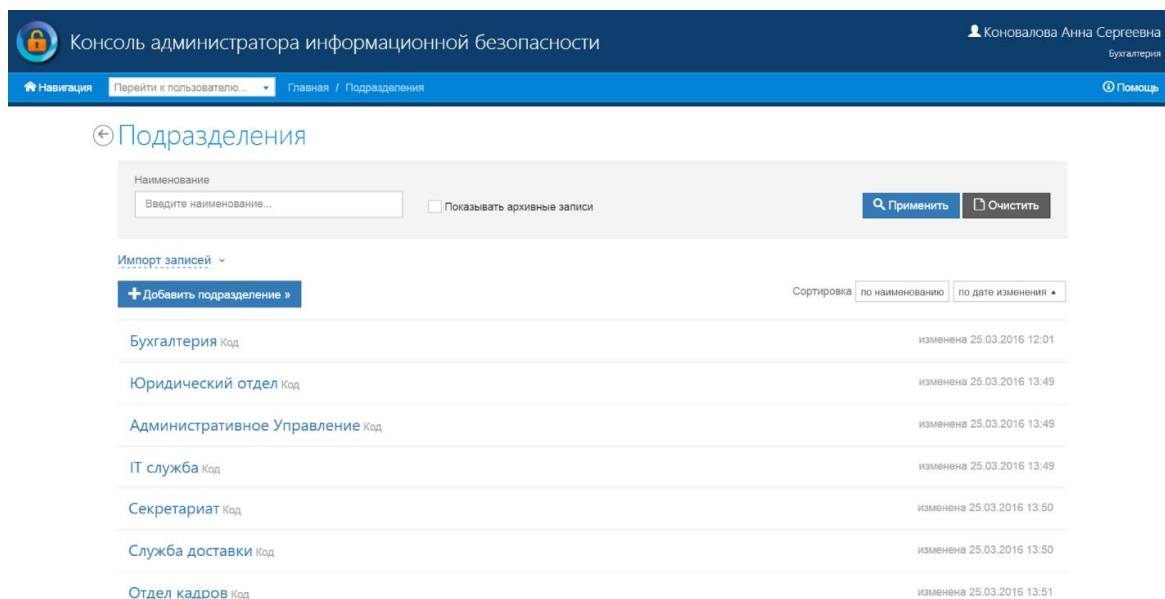 Консоль администратора информационной безопасности
Коновалова Анна Сергеевна
Бухгалтерия
Навигация Перейти к пользователю... Главная / Подразделения Помощь
Подразделения
Наименование
Введите наименование... Показывать архивные записи Применить Очистить
Импорт записей
Добавить подразделение » Сортировка по наименованию по дате изменения
Бухгалтерия Код изменена 25.03.2016 12:01
Юридический отдел Код изменена 25.03.2016 13:49
Административное Управление Код изменена 25.03.2016 13:49
IT служба Код изменена 25.03.2016 13:49
Секретариат Код изменена 25.03.2016 13:50
Служба доставки Код изменена 25.03.2016 13:50
Отдел кадров Код изменена 25.03.2016 13:51